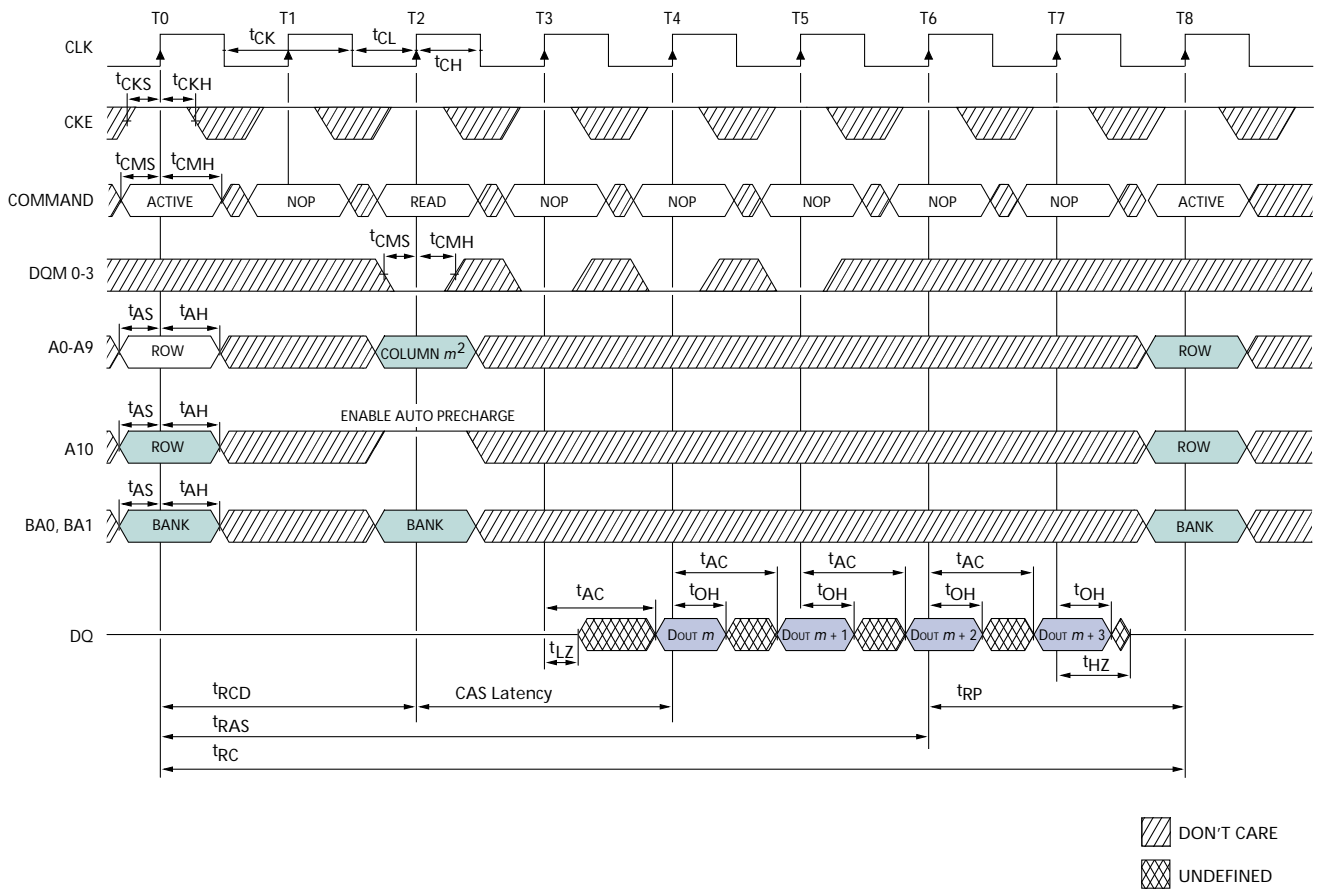 T0 T1 T2 T3 T4 T5 T6 T7 T8
CLK
tCK tCL tCH
tCKS tCKH
CKE
tCMS tCMH
COMMAND ACTIVE NOP READ NOP NOP NOP NOP NOP ACTIVE
tCMS tCMH
DQM 0-3
tAS tAH
A0-A9 ROW COLUMN m2 ROW
ENABLE AUTO PRECHARGE
tAS tAH
A10 ROW ROW
tAS tAH
BA0, BA1 BANK BANK BANK
tAC tAC tAC
tAC tOH tOH tOH tOH
DQ DOUT m DOUT m + 1 DOUT m + 2 DOUT m + 3
tLZ tHZ
tRCD CAS Latency tRP
tRAS
tRC
DON'T CARE
UNDEFINED